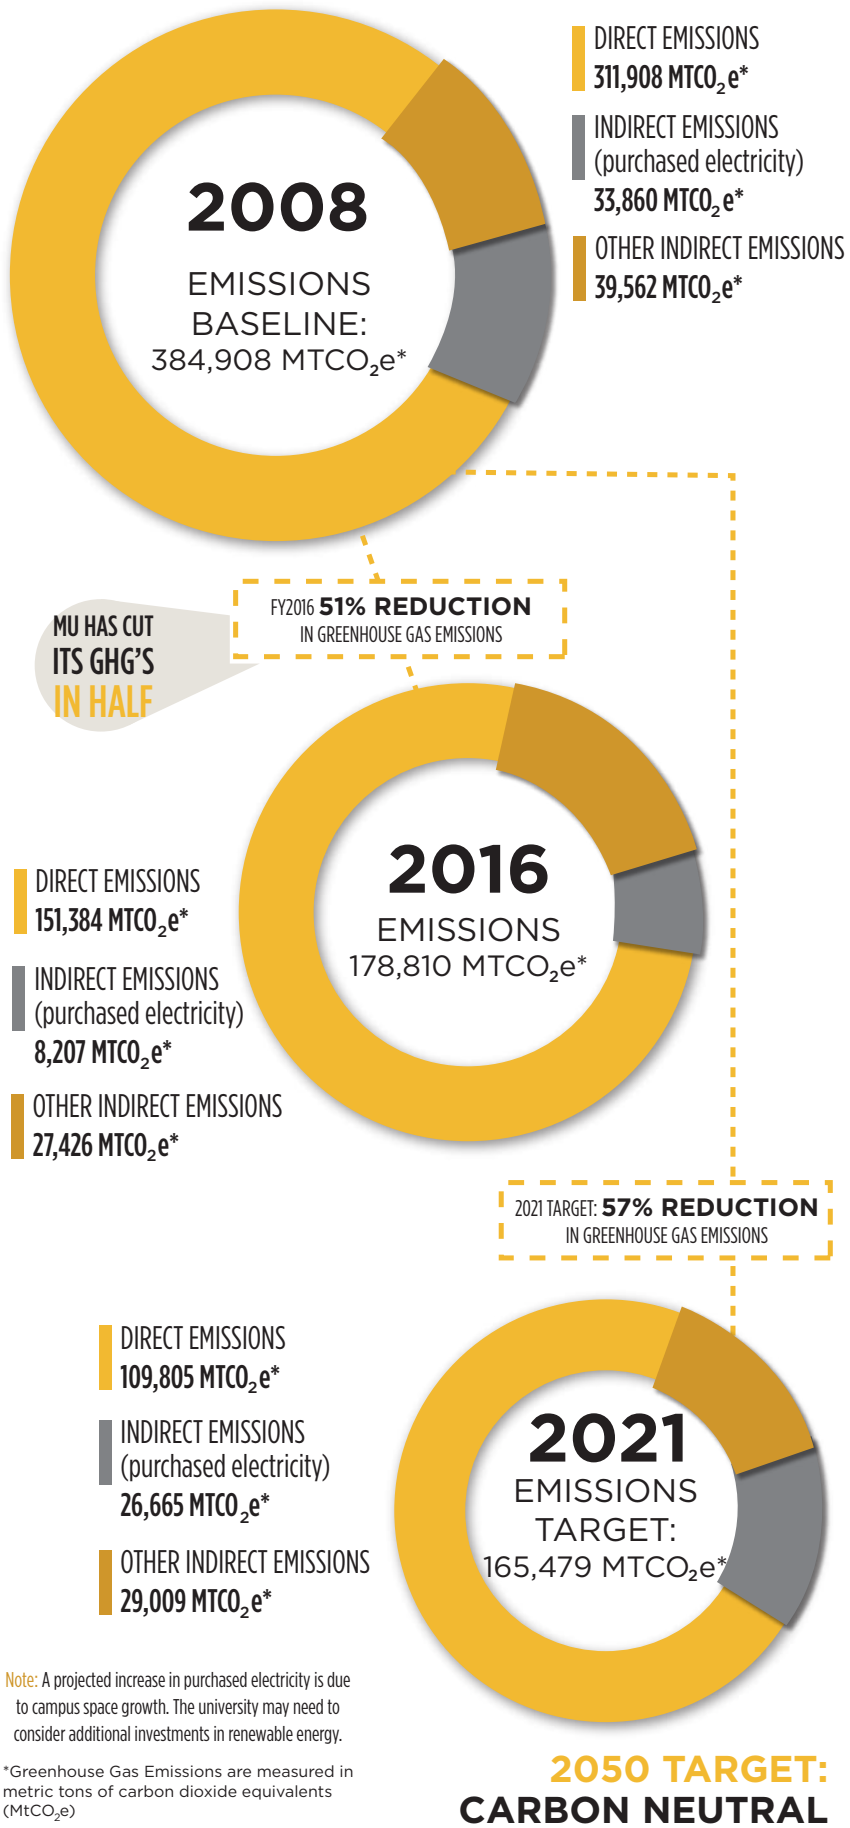 DIRECT EMISSIONS
311,908 MTCO₂e*
INDIRECT EMISSIONS
(purchased electricity)
33,860 MTCO₂e*
OTHER INDIRECT EMISSIONS
39,562 MTCO₂e*
2008
EMISSIONS
BASELINE:
384,908 MTCO₂e*
FY2016 51% REDUCTION
IN GREENHOUSE GAS EMISSIONS
MU HAS CUT
ITS GHG'S
IN HALF
2016
EMISSIONS
178,810 MTCO₂e*
DIRECT EMISSIONS
151,384 MTCO₂e*
INDIRECT EMISSIONS
(purchased electricity)
8,207 MTCO₂e*
OTHER INDIRECT EMISSIONS
27,426 MTCO₂e*
2021 TARGET: 57% REDUCTION
IN GREENHOUSE GAS EMISSIONS
DIRECT EMISSIONS
109,805 MTCO₂e*
INDIRECT EMISSIONS
(purchased electricity)
26,665 MTCO₂e*
OTHER INDIRECT EMISSIONS
29,009 MTCO₂e*
2021
EMISSIONS
TARGET:
165,479 MTCO₂e*
Note: A projected increase in purchased electricity is due
to campus space growth. The university may need to
consider additional investments in renewable energy.
*Greenhouse Gas Emissions are measured in
metric tons of carbon dioxide equivalents
(MtCO₂e)
2050 TARGET:
CARBON NEUTRAL